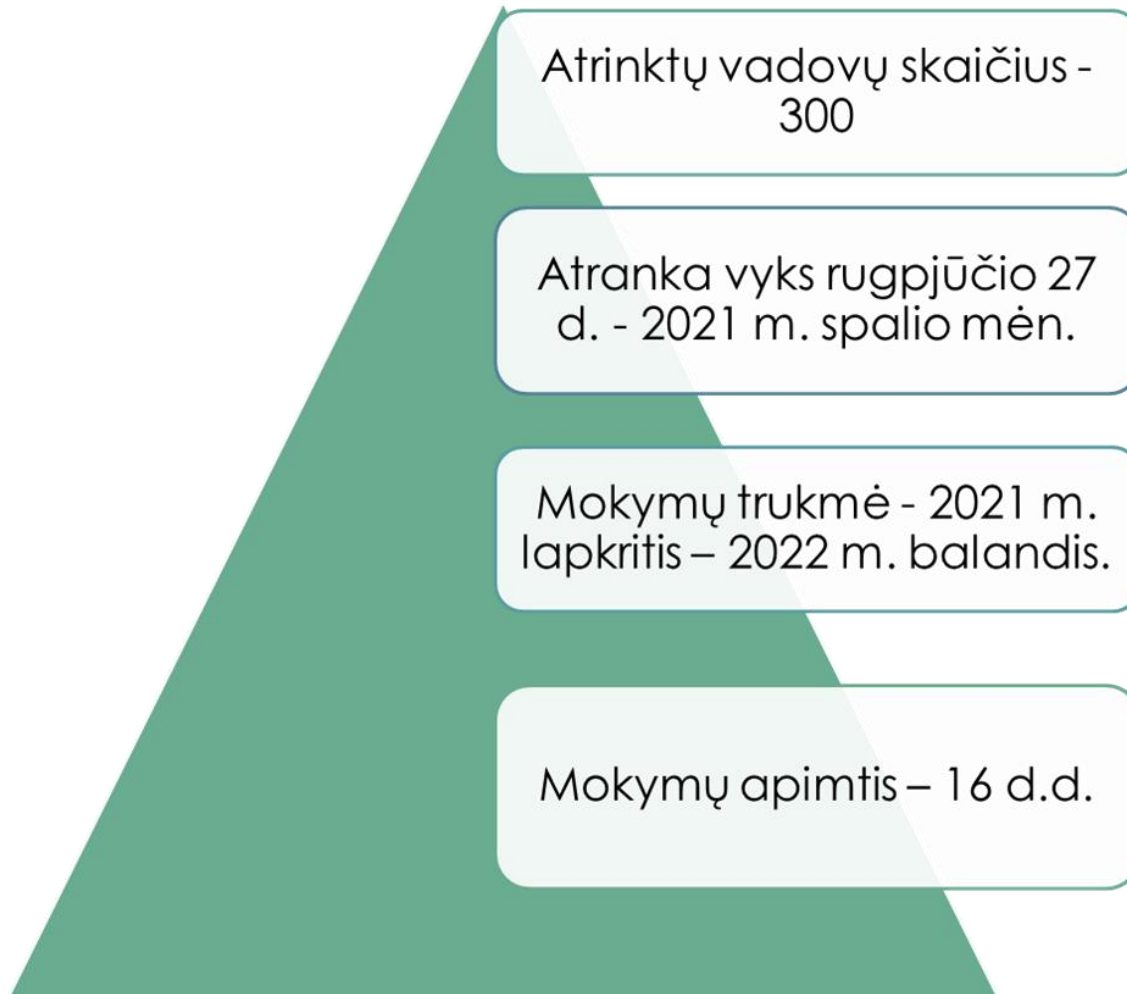 Atrinktų vadovų skaičius -
300
Atranka vyks rugpjūčio 27
d. - 2021 m. spalio mėn.
Mokymų trukmė - 2021 m.
lapkritis – 2022 m. balandis.
Mokymų apimtis – 16 d.d.